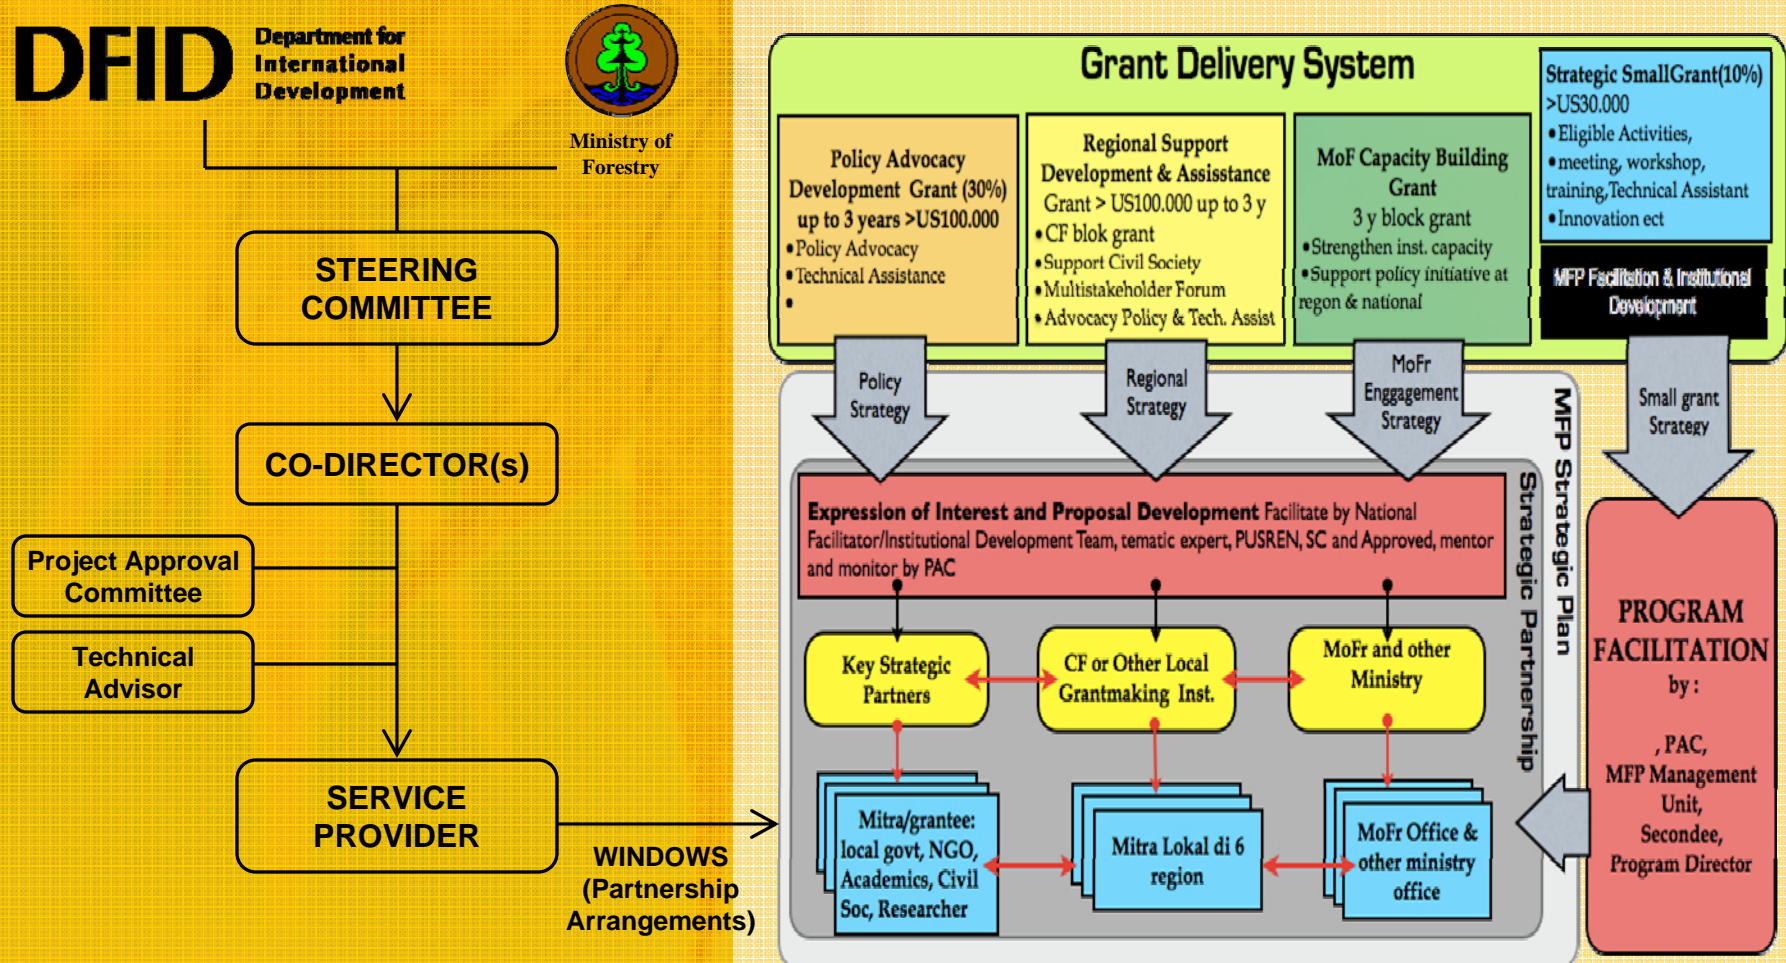 DFID
Department for
International
Development
Ministry of
Forestry
STEERING
COMMITTEE
CO-DIRECTOR(s)
Project Approval
Committee
Technical
Advisor
SERVICE
PROVIDER
WINDOWS
(Partnership
Arrangements)
Grant Delivery System
Policy Advocacy
Development Grant (30%)
up to 3 years >US100.000
•Policy Advocacy
•Technical Assistance
•
Regional Support
Development & Assisstance
Grant > US100.000 up to 3 y
•CF blok grant
•Support Civil Society
•Multistakeholder Forum
•Advocacy Policy & Tech. Assist
MoF Capacity Building
Grant
3 y block grant
•Strengthen inst. capacity
•Support policy initiative at
regon & national
Strategic SmallGrant(10%)
>US30.000
•Eligible Activities,
•meeting, workshop,
training,Technical Assistant
•Innovation ect
MFP Facilitation & Institutional
Development
Policy
Strategy
Regional
Strategy
MoFr
Enggagement
Strategy
Small grant
Strategy
MFP Strategic Plan
Strategic Partnership
Expression of Interest and Proposal Development Facilitate by National
Facilitator/Institutional Development Team, tematic expert, PUSREN, SC and Approved, mentor
and monitor by PAC
Key Strategic
Partners
CF or Other Local
Grantmaking Inst.
MoFr and other
Ministry
Mitra/grantee:
local govt, NGO,
Academics, Civil
Soc, Researcher
Mitra Lokal di 6
region
MoFr Office &
other ministry
office
PROGRAM
FACILITATION
by :
, PAC,
MFP Management
Unit,
Secondee,
Program Director